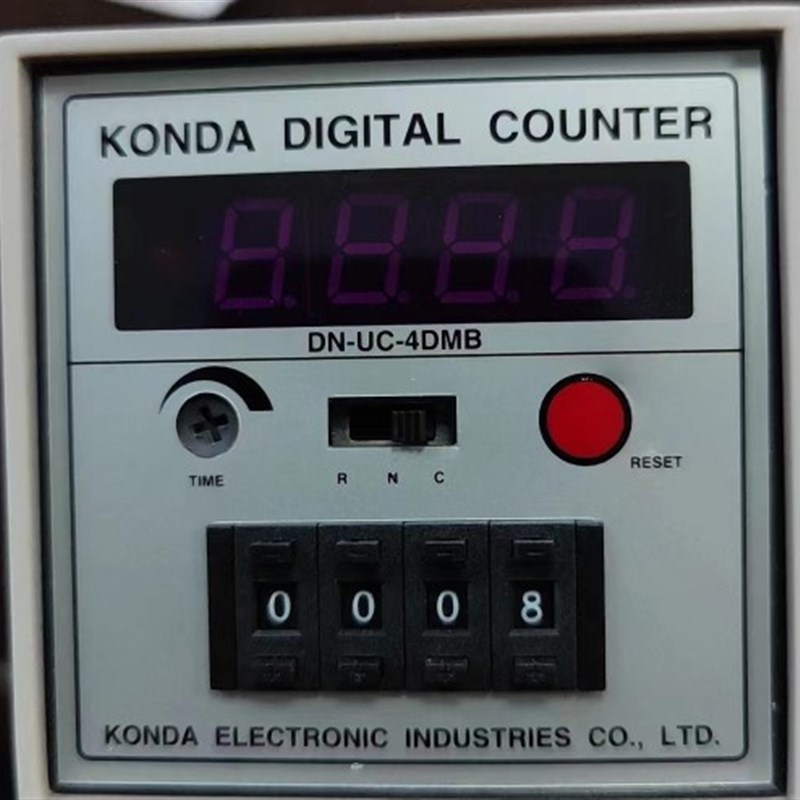 KONDA DIGITAL COUNTER
DN-UC-4DMB
TIME
R N C
RESET
0 0 0 8
KONDA ELECTRONIC INDUSTRIES CO., LTD.